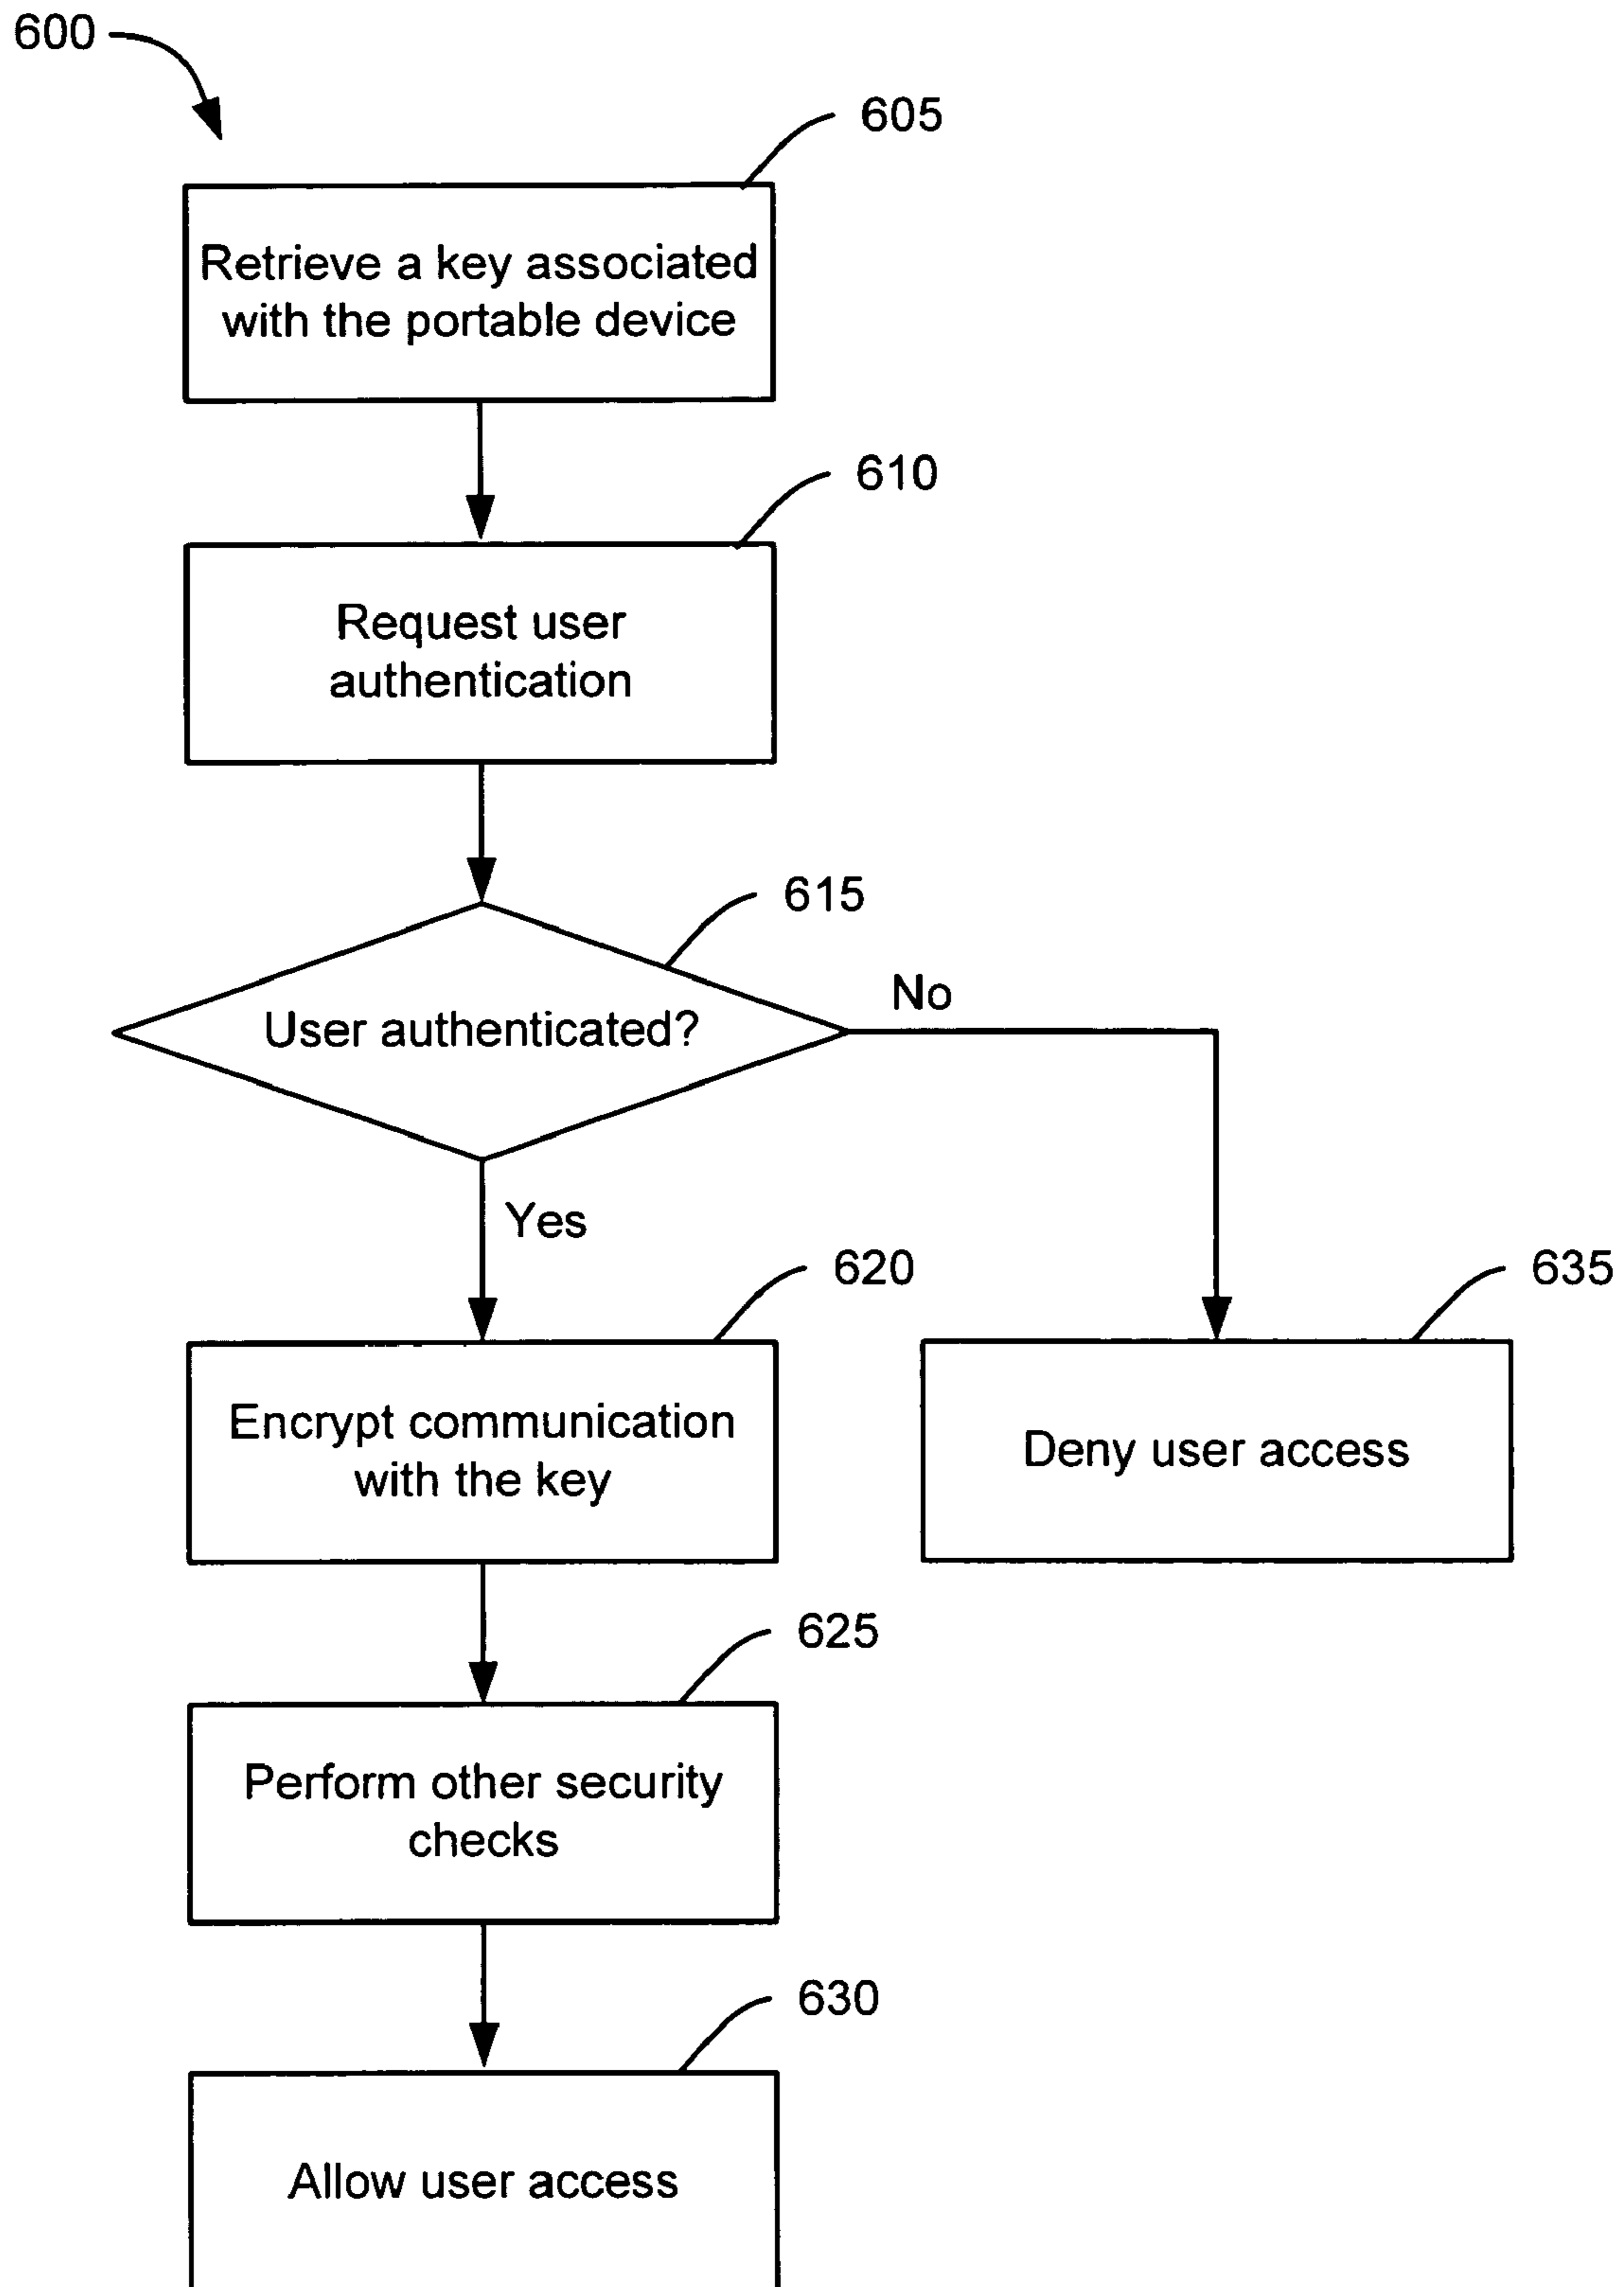 600
605
Retrieve a key associated
with the portable device
610
Request user
authentication
615
User authenticated?
No
Yes
620
635
Encrypt communication
with the key
Deny user access
625
Perform other security
checks
630
Allow user access